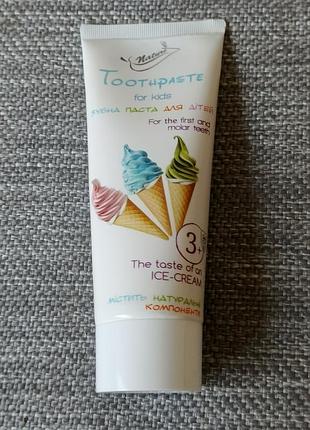 Nature
Toothpaste
for kids
зубна паста для дітей
For the first and
molar teeth
3+
The taste of an
ICE-CREAM
містить натуральні
компоненти